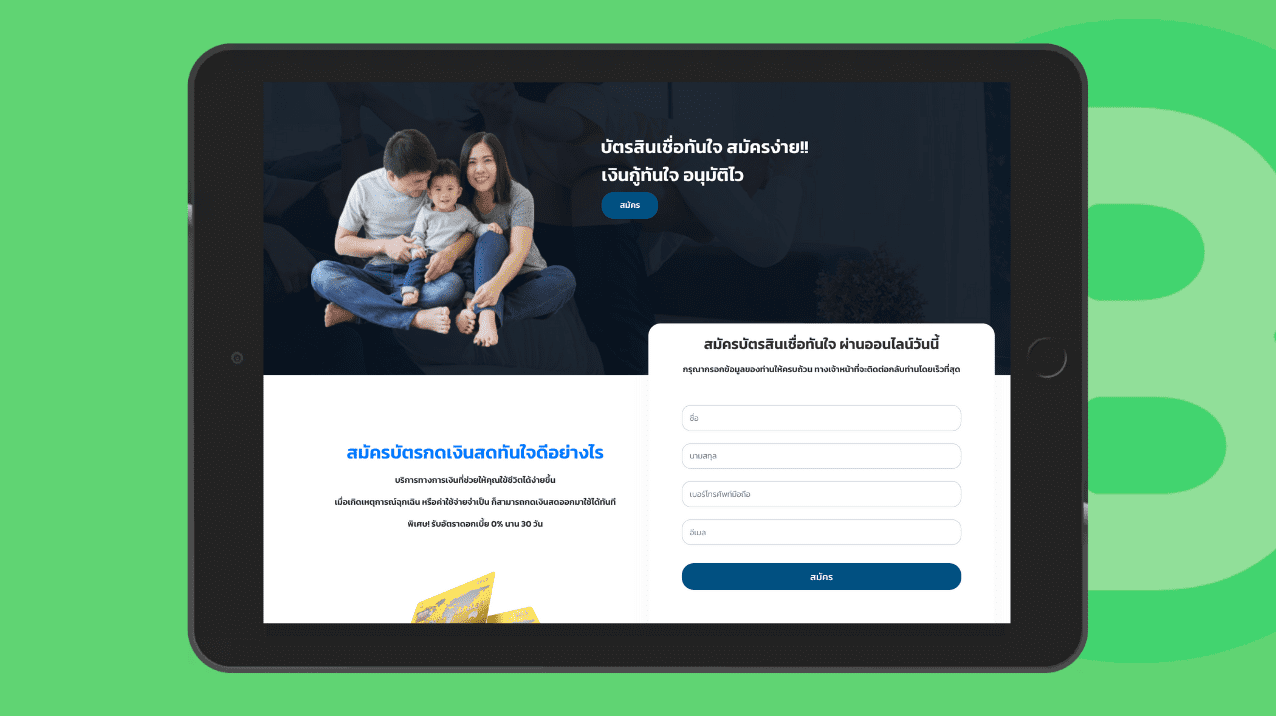 บัตรสินเชื่อทันใจ สมัครง่าย!!
เงินกู้ทันใจ อนุมัติไว
สมัคร
สมัครบัตรสินเชื่อทันใจ ผ่านออนไลน์วันนี้
กรุณากรอกข้อมูลของท่านให้ครบถ้วน ทางเจ้าหน้าที่จะติดต่อกลับท่านโดยเร็วที่สุด
ชื่อ
นามสกุล
เบอร์โทรศัพท์มือถือ
อีเมล
สมัคร
สมัครบัตรกดเงินสดทันใจดีอย่างไร
บริการทางการเงินที่ช่วยให้คุณใช้ชีวิตได้ง่ายขึ้น
เมื่อเกิดเหตุการณ์ฉุกเฉิน หรือค่าใช้จ่ายจำเป็น ก็สามารถกดเงินสดออกมาใช้ได้ทันที
พิเศษ! รับอัตราดอกเบี้ย 0% นาน 30 วัน